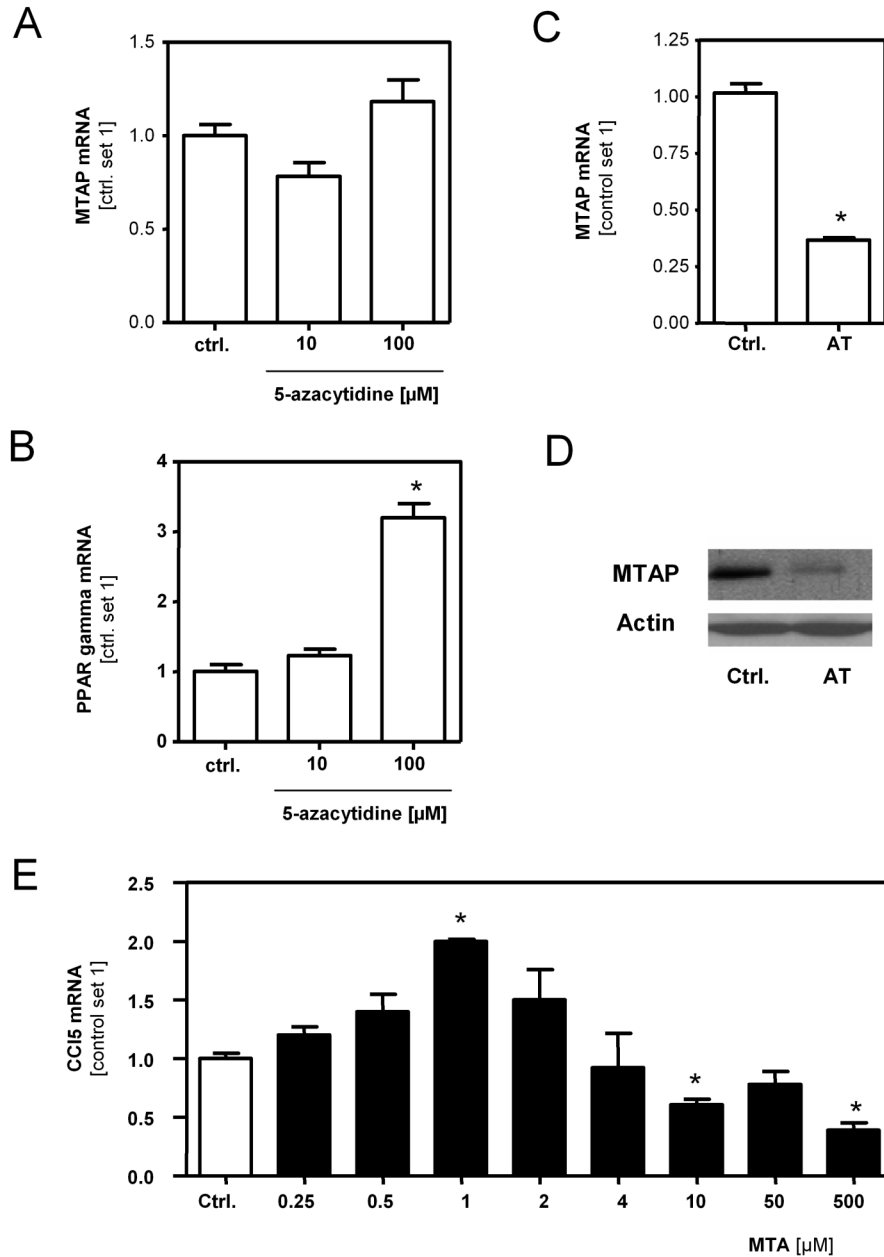 A
MTAP mRNA
[ctrl. set 1]
1.5
1.0
0.5
0.0
ctrl.
10
100
5-azacytidine [µM]
C
MTAP mRNA
[control set 1]
1.25
1.00
0.75
0.50
0.25
0.00
*
Ctrl.
AT
B
PPAR gamma mRNA
[ctrl. set 1]
4
3
2
1
0
*
ctrl.
10
100
5-azacytidine [µM]
D
MTAP
Actin
Ctrl.
AT
E
CCl5 mRNA
[control set 1]
2.5
2.0
1.5
1.0
0.5
0.0
*
*
*
Ctrl.
0.25
0.5
1
2
4
10
50
500
MTA [µM]